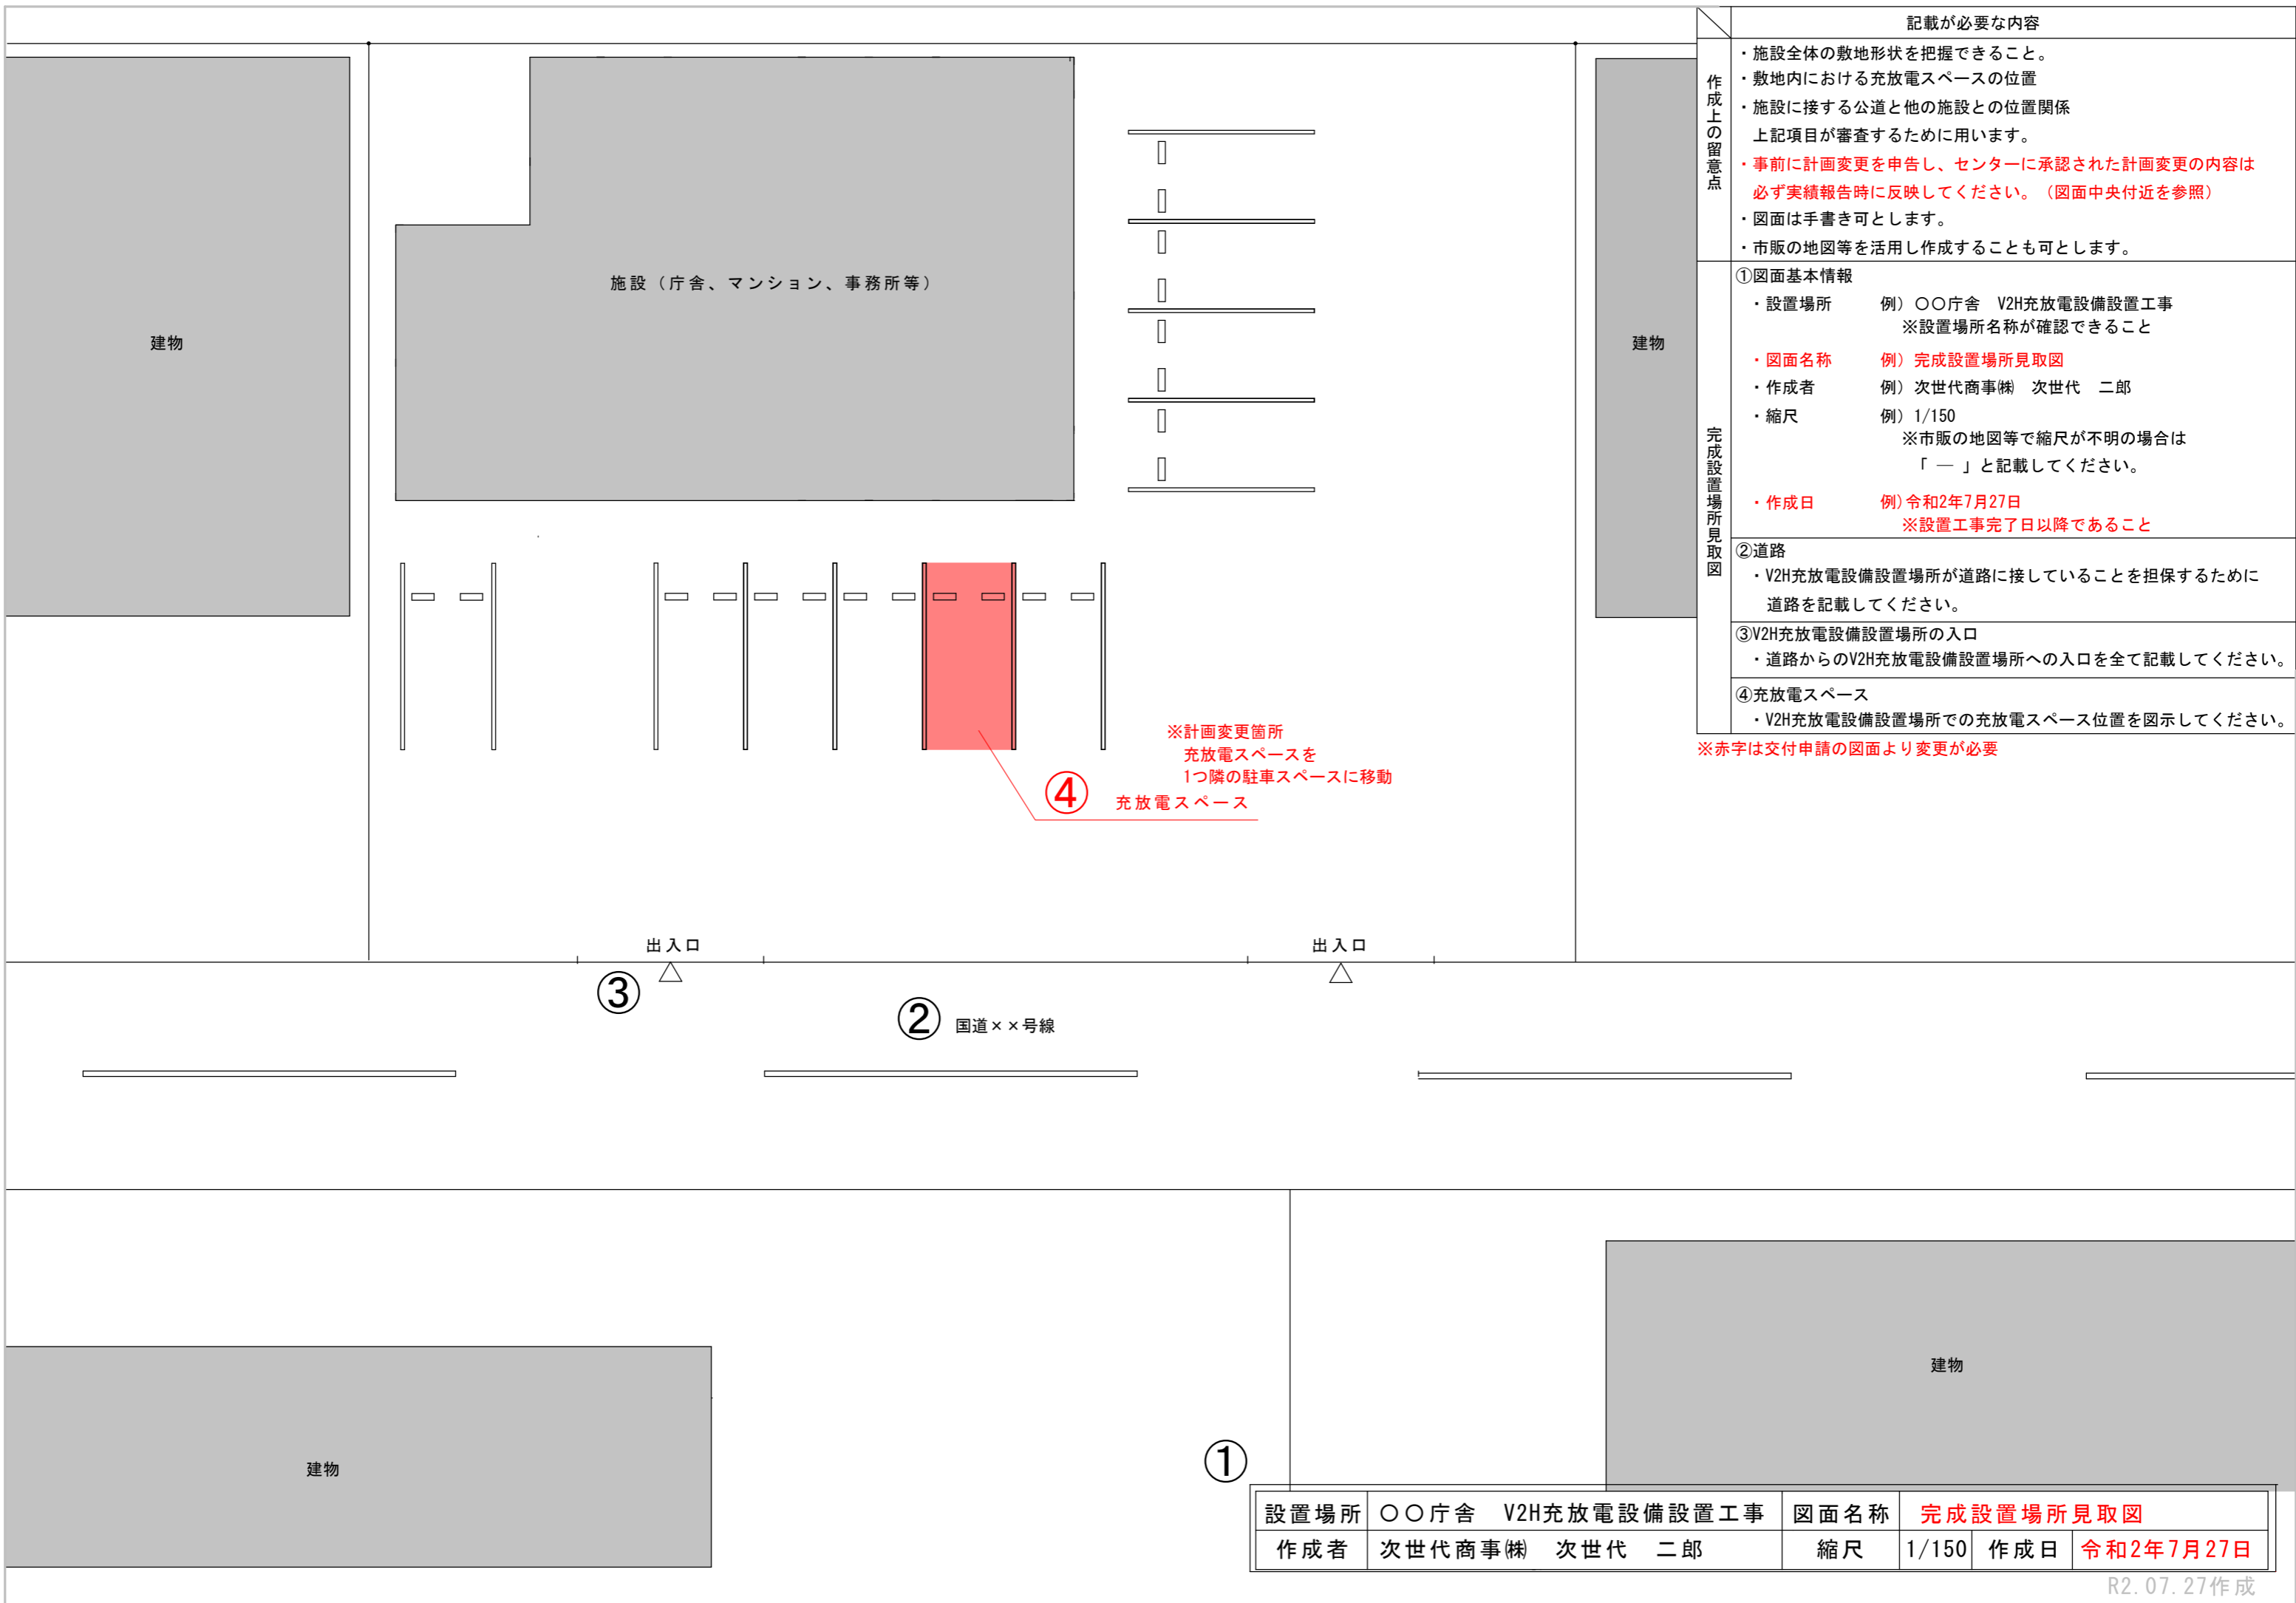 記載が必要な内容
作成上の留意点
・施設全体の敷地形状を把握できること。
・敷地内における充放電スペースの位置
・施設に接する公道と他の施設との位置関係
上記項目が審査するために用います。
・事前に計画変更を申告し、センターに承認された計画変更の内容は
必ず実績報告時に反映してください。（図面中央付近を参照）
・図面は手書き可とします。
・市販の地図等を活用し作成することも可とします。
完成設置場所見取図
①図面基本情報
・設置場所 例）〇〇庁舎 V2H充放電設備設置工事
※設置場所名称が確認できること
・図面名称 例）完成設置場所見取図
・作成者 例）次世代商事㈱ 次世代 二郎
・縮尺 例）1/150
※市販の地図等で縮尺が不明の場合は
「 ― 」と記載してください。
・作成日 例)令和2年7月27日
※設置工事完了日以降であること
②道路
・V2H充放電設備設置場所が道路に接していることを担保するために
道路を記載してください。
③V2H充放電設備設置場所の入口
・道路からのV2H充放電設備設置場所への入口を全て記載してください。
④充放電スペース
・V2H充放電設備設置場所での充放電スペース位置を図示してください。
※赤字は交付申請の図面より変更が必要
施設（庁舎、マンション、事務所等）
建物
建物
※計画変更箇所
充放電スペースを
1つ隣の駐車スペースに移動
④ 充放電スペース
出入口
出入口
③
② 国道××号線
建物
建物
①
設置場所 〇〇庁舎 V2H充放電設備設置工事 図面名称 完成設置場所見取図
作成者 次世代商事㈱ 次世代 二郎 縮尺 1/150 作成日 令和2年7月27日
R2.07.27作成